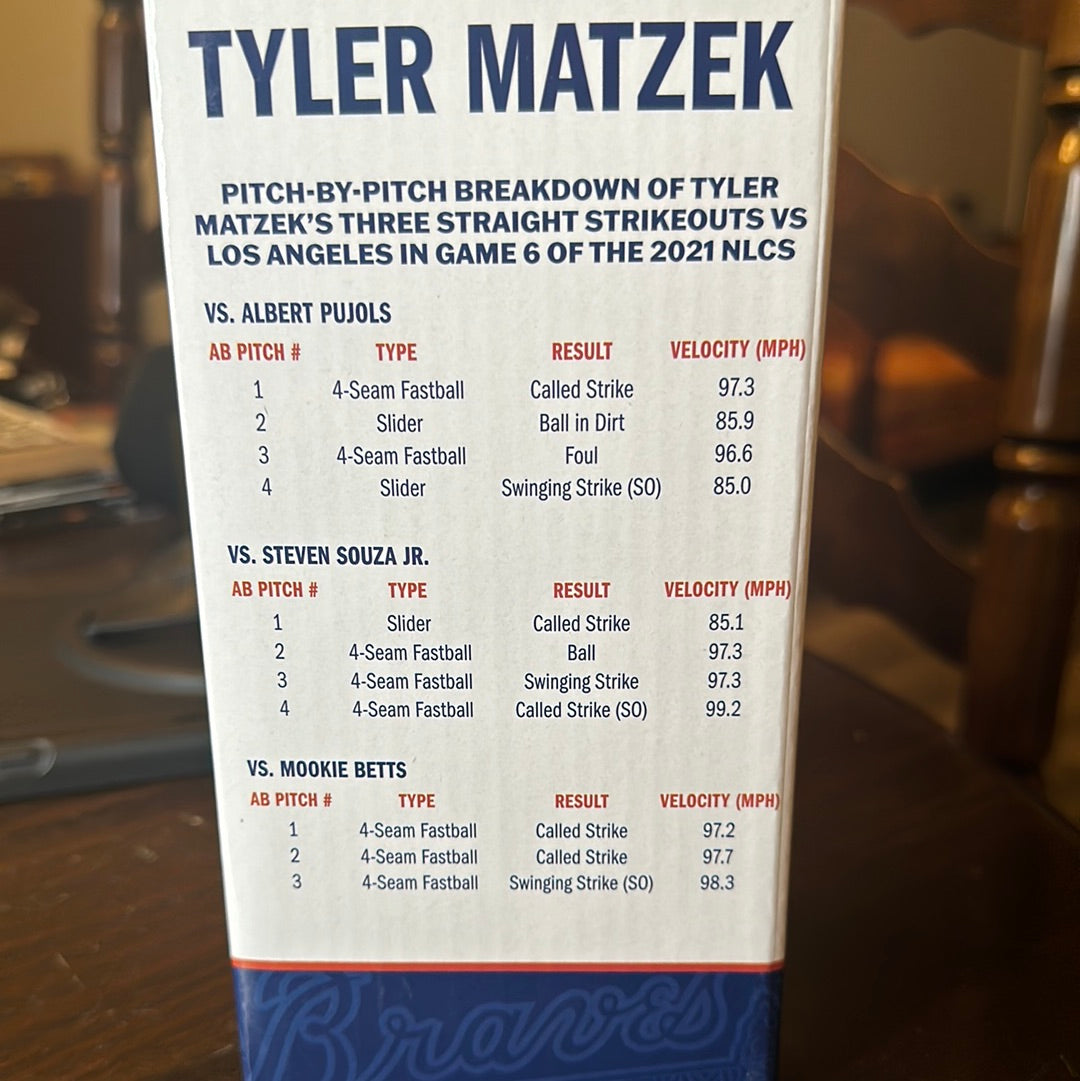 TYLER MATZEK
PITCH-BY-PITCH BREAKDOWN OF TYLER
MATZEK'S THREE STRAIGHT STRIKEOUTS VS
LOS ANGELES IN GAME 6 OF THE 2021 NLCS
VS. ALBERT PUJOLS
AB PITCH # TYPE RESULT VELOCITY (MPH)
1 4-Seam Fastball Called Strike 97.3
2 Slider Ball in Dirt 85.9
3 4-Seam Fastball Foul 96.6
4 Slider Swinging Strike (SO) 85.0
VS. STEVEN SOUZA JR.
AB PITCH # TYPE RESULT VELOCITY (MPH)
1 Slider Called Strike 85.1
2 4-Seam Fastball Ball 97.3
3 4-Seam Fastball Swinging Strike 97.3
4 4-Seam Fastball Called Strike (SO) 99.2
VS. MOOKIE BETTS
AB PITCH # TYPE RESULT VELOCITY (MPH)
1 4-Seam Fastball Called Strike 97.2
2 4-Seam Fastball Called Strike 97.7
3 4-Seam Fastball Swinging Strike (SO) 98.3
Braves